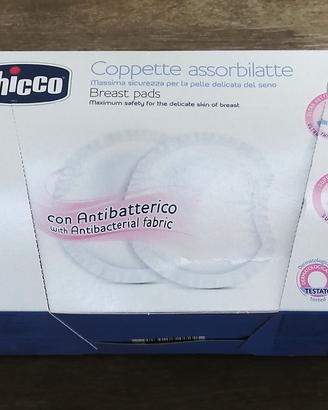 hicco
Coppette assorbilatte
Massima sicurezza per la pelle delicata del seno
Breast pads
Maximum safety for the delicate skin of breast
con Antibatterico
with Antibacterial fabric
TESTATO